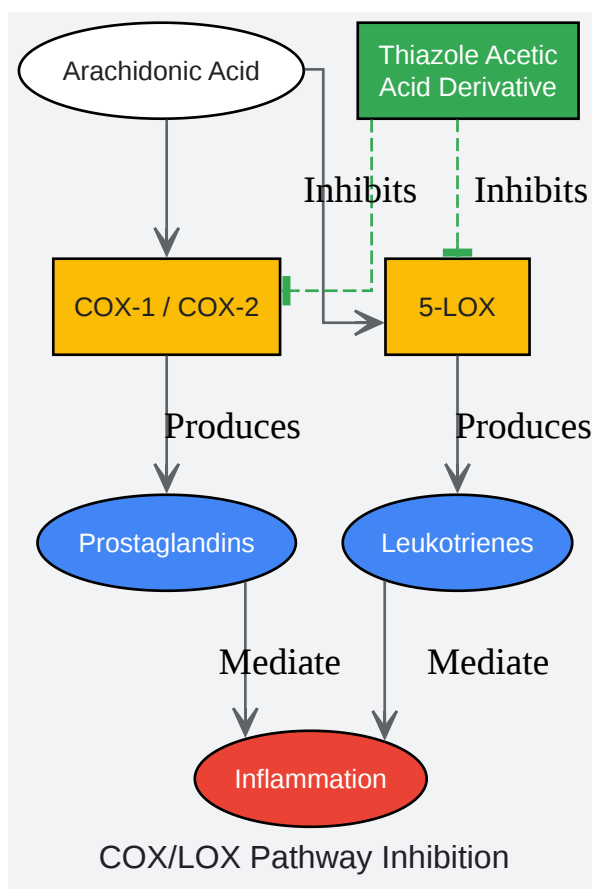 Arachidonic Acid
Thiazole Acetic
Acid Derivative
Inhibits
Inhibits
COX-1 / COX-2
5-LOX
Produces
Produces
Prostaglandins
Leukotrienes
Mediate
Mediate
Inflammation
COX/LOX Pathway Inhibition